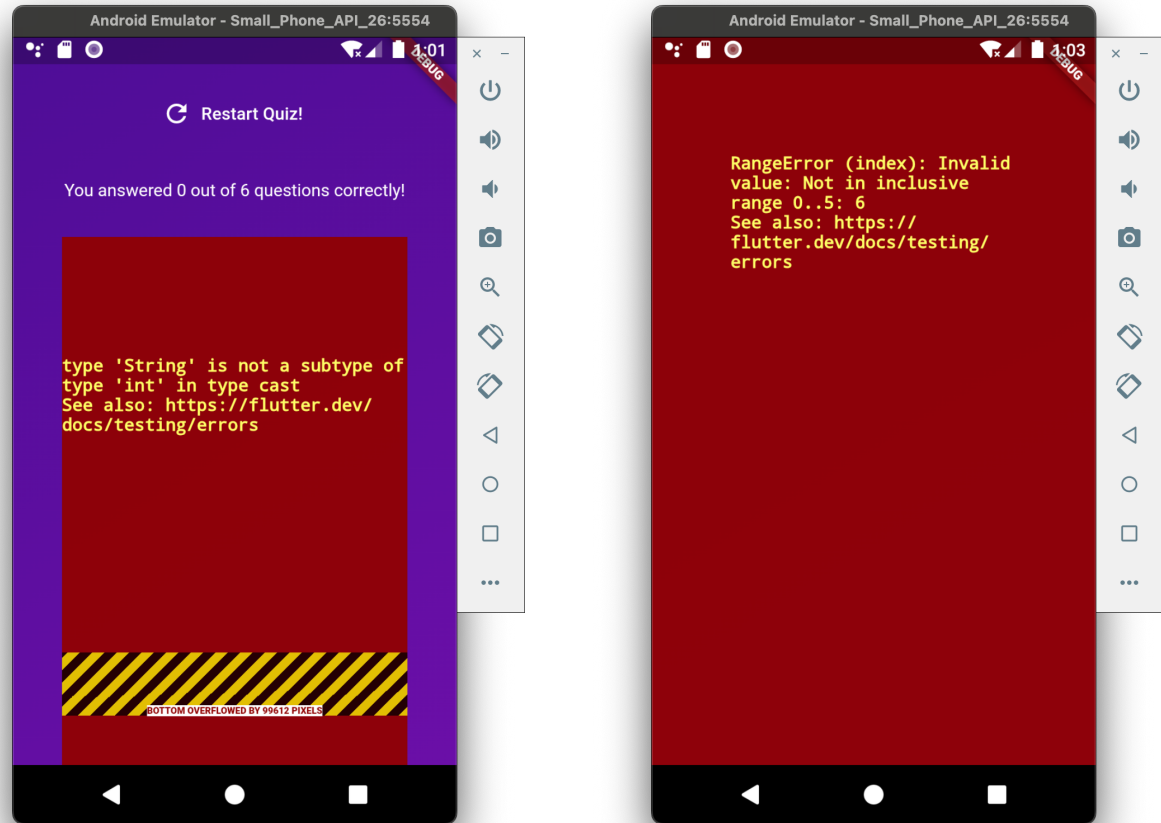 Android Emulator - Small_Phone_API_26:5554
1:01
DEBUG
Restart Quiz!
You answered 0 out of 6 questions correctly!
type 'String' is not a subtype of
type 'int' in type cast
See also: https://flutter.dev/
docs/testing/errors
BOTTOM OVERFLOWED BY 99612 PIXELS
Android Emulator - Small_Phone_API_26:5554
1:03
DEBUG
RangeError (index): Invalid
value: Not in inclusive
range 0..5: 6
See also: https://
flutter.dev/docs/testing/
errors